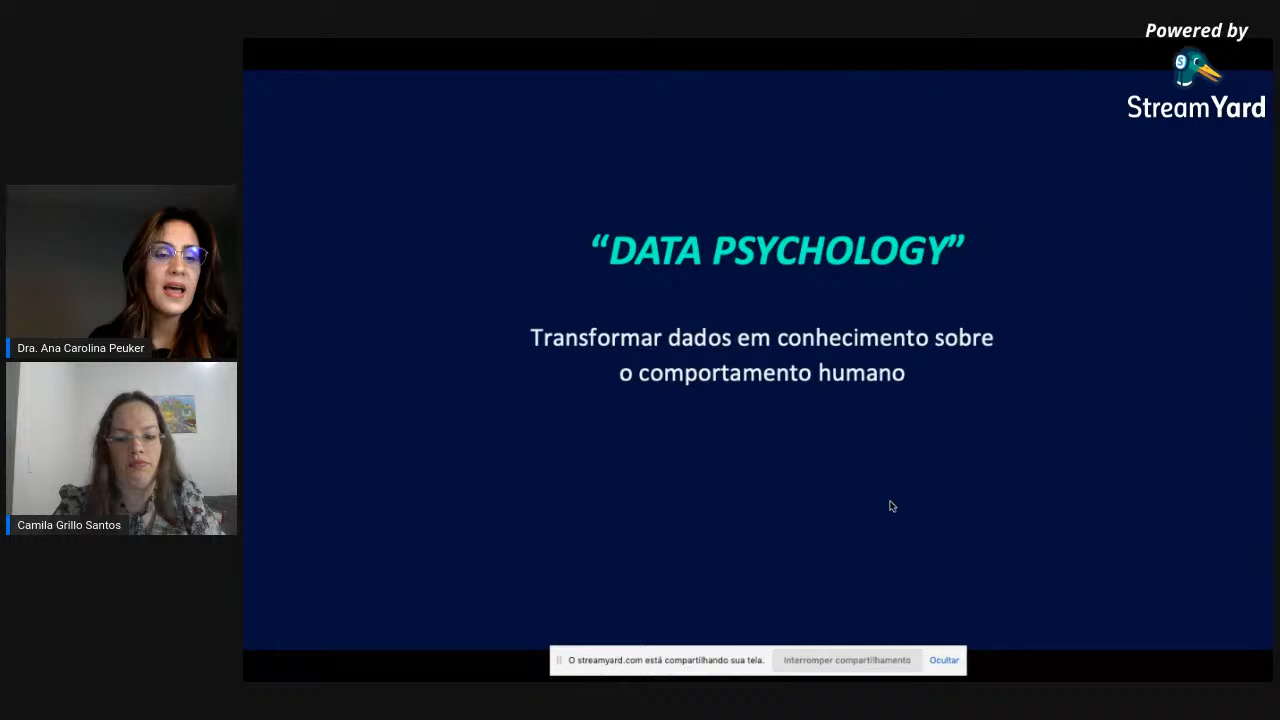 Powered by
StreamYard
“DATA PSYCHOLOGY”
Transformar dados em conhecimento sobre
o comportamento humano
Dra. Ana Carolina Peuker
Camila Grillo Santos
O streamyard.com está compartilhando sua tela. Interromper compartilhamento Ocultar